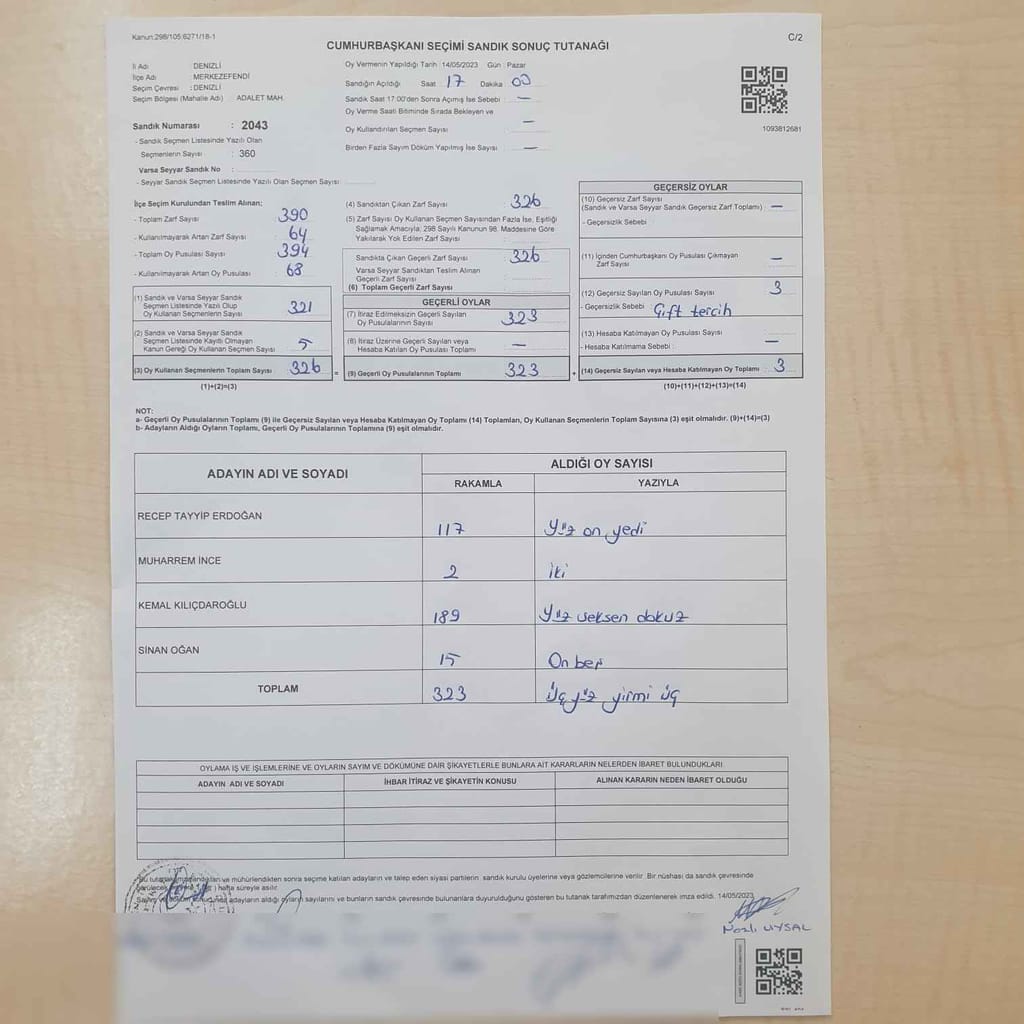 Kanun:298/105;6271/18-1
C/2
CUMHURBAŞKANI SEÇİMİ SANDIK SONUÇ TUTANAĞI
İl Adı : DENİZLİ
İlçe Adı MERKEZEFENDİ
Seçim Çevresi : DENİZLİ
Seçim Bölgesi (Mahalle Adı) ADALET MAH.
Sandık Numarası : 2043
- Sandık Seçmen Listesinde Yazılı Olan
Seçmenlerin Sayısı : 360
Varsa Seyyar Sandık No :
- Seyyar Sandık Seçmen Listesinde Yazılı Olan Seçmen Sayısı
Oy Vermenin Yapıldığı Tarih :14/05/2023 Gün : Pazar
Sandığın Açıldığı Saat 17 Dakika 00
Sandık Saat 17.00'den Sonra Açmış İse Sebebi : —
Oy Verme Saati Bitiminde Sırada Bekleyen ve
Oy Kullandırılan Seçmen Sayısı —
Birden Fazla Sayım Döküm Yapılmış İse Sayısı —
1093812681
İlçe Seçim Kurulundan Teslim Alınan;
- Toplam Zarf Sayısı 390
- Kullanılmayarak Artan Zarf Sayısı 64
- Toplam Oy Pusulası Sayısı 394
- Kullanılmayarak Artan Oy Pusulası 68
(1) Sandık ve Varsa Seyyar Sandık
Seçmen Listesinde Yazılı Olup
Oy Kullanan Seçmenlerin Sayısı 321
(2) Sandık ve Varsa Seyyar Sandık
Seçmen Listesinde Kayıtlı Olmayan
Kanun Gereği Oy Kullanan Seçmen Sayısı 5
(3) Oy Kullanan Seçmenlerin Toplam Sayısı 326
(1)+(2)=(3)
(4) Sandıktan Çıkan Zarf Sayısı 326
(5) Zarf Sayısı Oy Kullanan Seçmen Sayısından Fazla İse, Eşitliği
Sağlamak Amacıyla; 298 Sayılı Kanunun 98. Maddesine Göre
Yakılarak Yok Edilen Zarf Sayısı
Sandıkta Çıkan Geçerli Zarf Sayısı 326
Varsa Seyyar Sandıktan Teslim Alınan
Geçerli Zarf Sayısı
(6) Toplam Geçerli Zarf Sayısı
GEÇERLİ OYLAR
(7) İtiraz Edilmeksizin Geçerli Sayılan
Oy Pusulalarının Sayısı 323
(8) İtiraz Üzerine Geçerli Sayılan veya
Hesaba Katılan Oy Pusulası Toplamı —
= (9) Geçerli Oy Pusulalarının Toplamı 323 +
GEÇERSİZ OYLAR
(10) Geçersiz Zarf Sayısı
(Sandık ve Varsa Seyyar Sandık Geçersiz Zarf Toplamı) —
- Geçersizlik Sebebi
(11) İçinden Cumhurbaşkanı Oy Pusulası Çıkmayan
Zarf Sayısı —
(12) Geçersiz Sayılan Oy Pusulası Sayısı 3
- Geçersizlik Sebebi : Çift tercih
(13) Hesaba Katılmayan Oy Pusulası Sayısı
- Hesaba Katılmama Sebebi : —
(14) Geçersiz Sayılan veya Hesaba Katılmayan Oy Toplamı 3
(10)+(11)+(12)+(13)=(14)
NOT:
a- Geçerli Oy Pusulalarının Toplamı (9) ile Geçersiz Sayılan veya Hesaba Katılmayan Oy Toplamı (14) Toplamları, Oy Kullanan Seçmenlerin Toplam Sayısına (3) eşit olmalıdır. (9)+(14)=(3)
b- Adayların Aldığı Oyların Toplamı, Geçerli Oy Pusulalarının Toplamına (9) eşit olmalıdır.
ADAYIN ADI VE SOYADI ALDIĞI OY SAYISI
RAKAMLA YAZIYLA
RECEP TAYYİP ERDOĞAN 117 Yüz on yedi
MUHARREM İNCE 2 iki
KEMAL KILIÇDAROĞLU 189 Yüz seksen dokuz
SİNAN OĞAN 15 On beş
TOPLAM 323 Üç yüz yirmi üç
OYLAMA İŞ VE İŞLEMLERİNE VE OYLARIN SAYIM VE DÖKÜMÜNE DAİR ŞİKAYETLERLE BUNLARA AİT KARARLARIN NELERDEN İBARET BULUNDUKLARI
ADAYIN ADI VE SOYADI İHBAR İTİRAZ VE ŞİKAYETİN KONUSU ALINAN KARARIN NEDEN İBARET OLDUĞU
Bu tutanak imzalandıktan ve mühürlendikten sonra seçime katılan adayların ve talep eden siyasi partilerin sandık kurulu üyelerine veya gözlemcilerine verilir. Bir nüshası da sandık çevresinde
hafta süreyle asılır.
adayların aldığı oyların sayılarını ve bunların sandık çevresinde bulunanlara duyurulduğunu gösteren bu tutanak tarafımızdan düzenlenerek imza edildi. 14/05/2023
Nazlı UYSAL